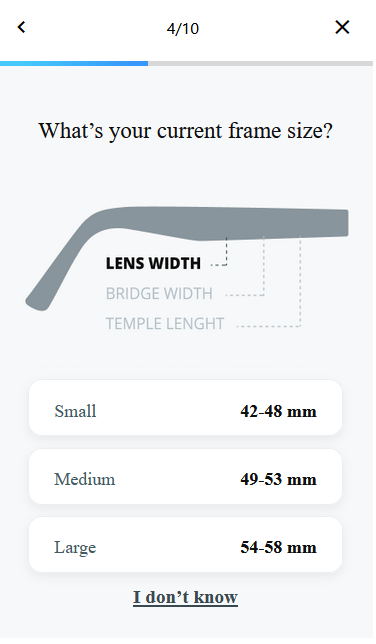 4/10
What’s your current frame size?
LENS WIDTH
BRIDGE WIDTH
TEMPLE LENGHT
Small 42-48 mm
Medium 49-53 mm
Large 54-58 mm
I don’t know